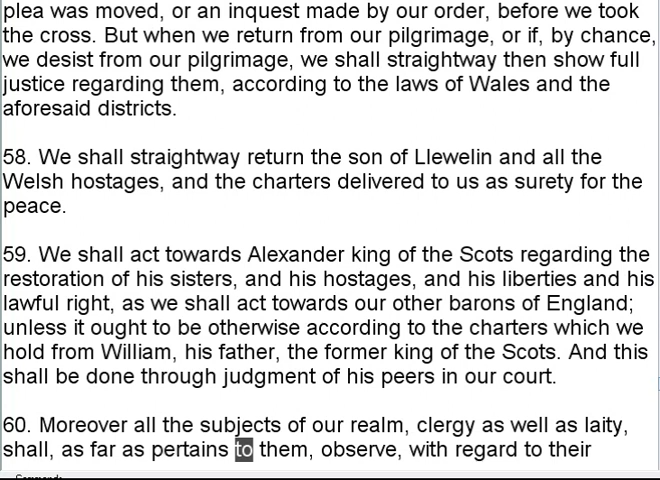 plea was moved, or an inquest made by our order, before we took
the cross. But when we return from our pilgrimage, or if, by chance,
we desist from our pilgrimage, we shall straightway then show full
justice regarding them, according to the laws of Wales and the
aforesaid districts.
58. We shall straightway return the son of Llewelin and all the
Welsh hostages, and the charters delivered to us as surety for the
peace.
59. We shall act towards Alexander king of the Scots regarding the
restoration of his sisters, and his hostages, and his liberties and his
lawful right, as we shall act towards our other barons of England;
unless it ought to be otherwise according to the charters which we
hold from William, his father, the former king of the Scots. And this
shall be done through judgment of his peers in our court.
60. Moreover all the subjects of our realm, clergy as well as laity,
shall, as far as pertains to them, observe, with regard to their